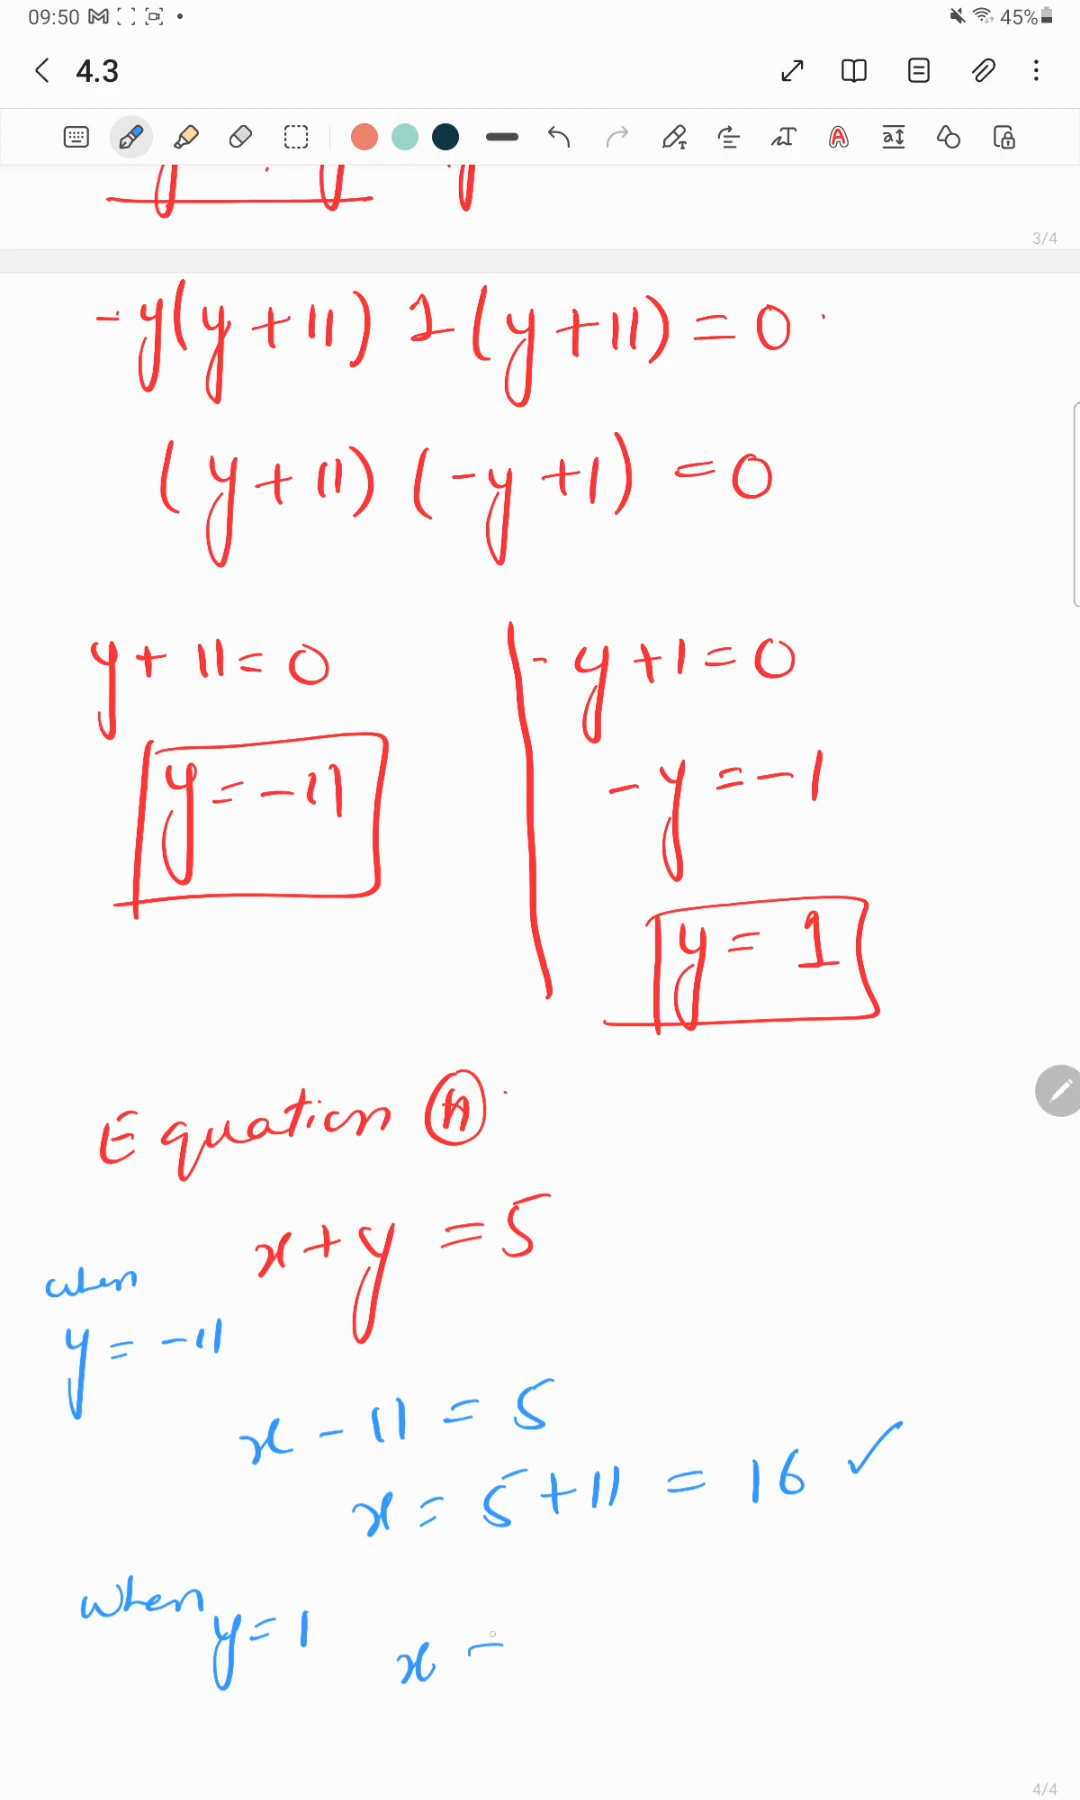 09:50
45%
4.3
3/4
-y(y+11) 1(y+11) = 0
(y+11) (-y+1) = 0
y+11=0
-y+1=0
y=-11
-y=-1
y=1
Equation (A)
x+y=5
when
y=-11
x-11=5
x=5+11=16 ✓
when y=1 x -
4/4